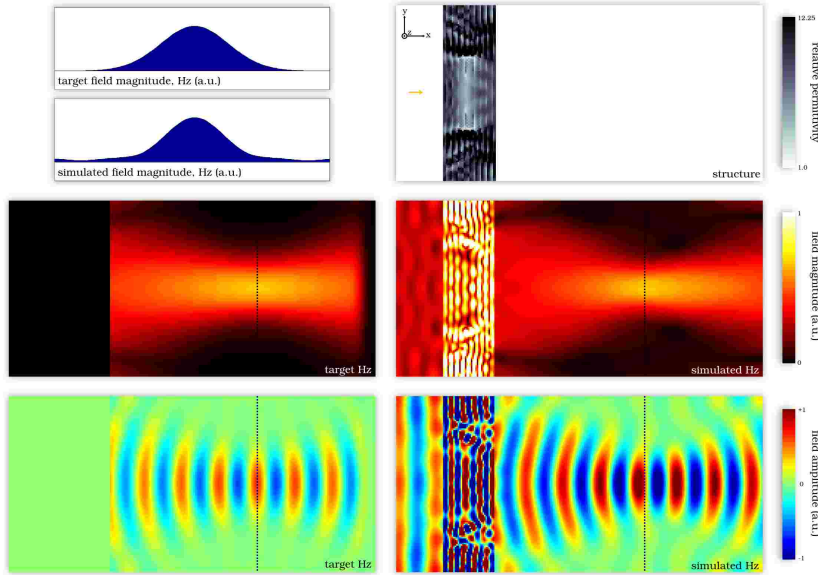 target field magnitude, Hz (a.u.)
simulated field magnitude, Hz (a.u.)
y
z
x
structure
12.25
relative permittivity
1.0
target Hz
simulated Hz
1
field magnitude (a.u.)
0
target Hz
simulated Hz
+1
0
field amplitude (a.u.)
-1